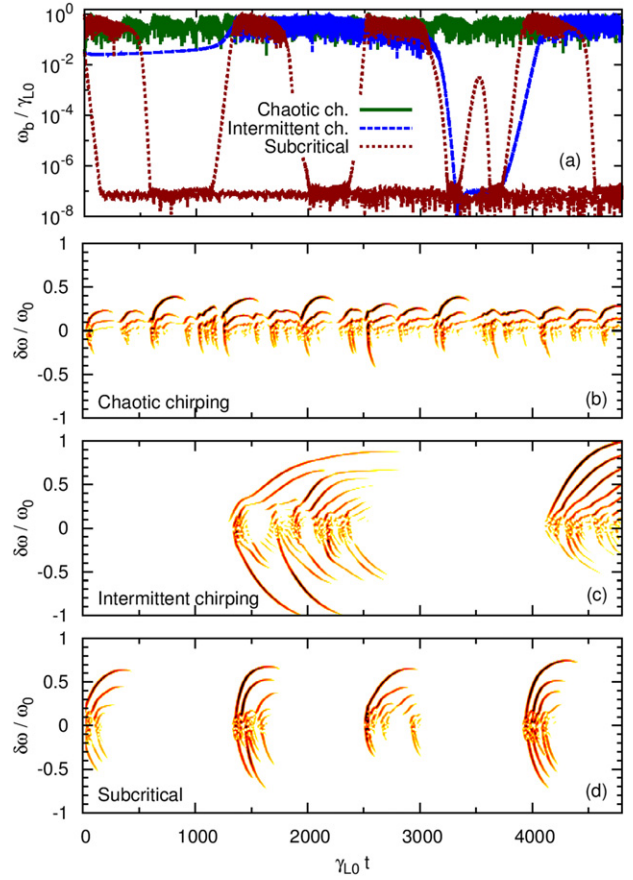 10^0
10^-2
10^-4
10^-6
10^-8
ω_b / γ_L0
Chaotic ch.
Intermittent ch.
Subcritical
(a)
1
0.5
0
-0.5
-1
δω / ω_0
Chaotic chirping
(b)
1
0.5
0
-0.5
-1
δω / ω_0
Intermittent chirping
(c)
1
0.5
0
-0.5
-1
δω / ω_0
Subcritical
(d)
0 1000 2000 3000 4000
γ_L0 t